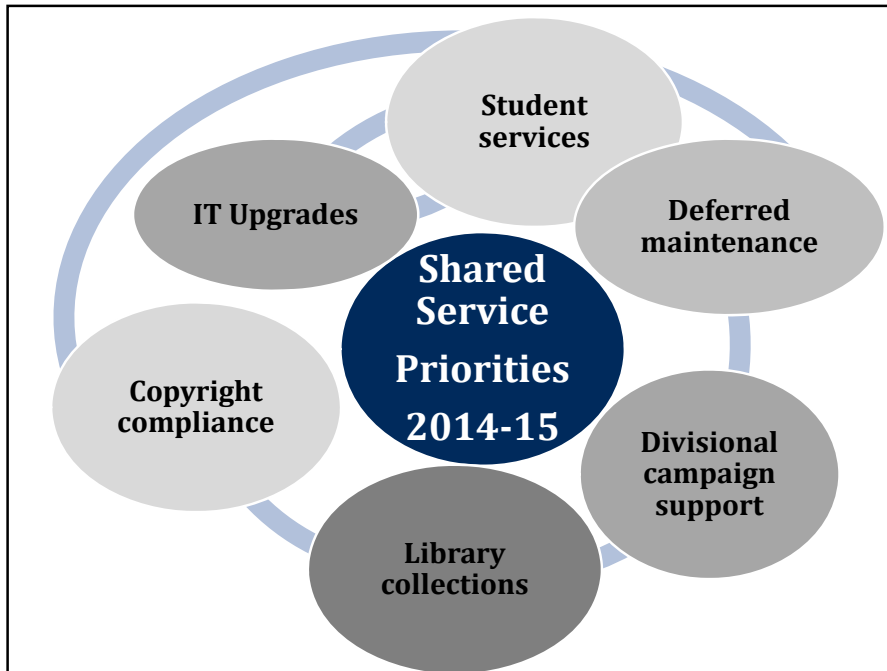 Student
services
IT Upgrades
Deferred
maintenance
Shared
Service
Priorities
2014-15
Copyright
compliance
Divisional
campaign
support
Library
collections